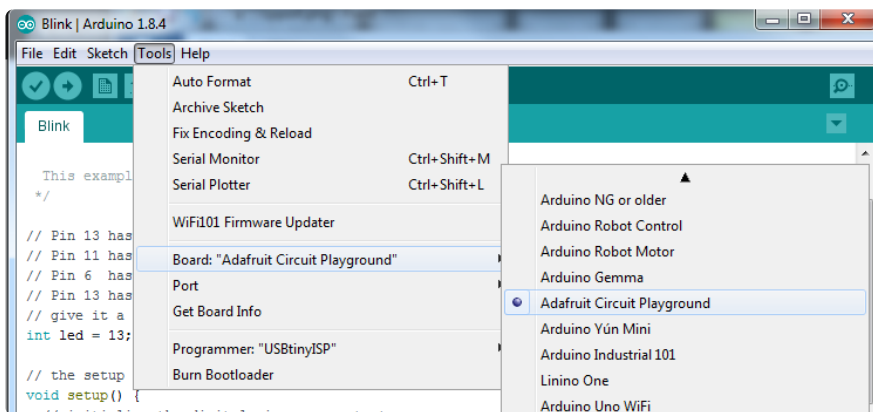 Blink | Arduino 1.8.4
File Edit Sketch Tools Help
Auto Format Ctrl+T
Archive Sketch
Fix Encoding & Reload
Serial Monitor Ctrl+Shift+M
Serial Plotter Ctrl+Shift+L
WiFi101 Firmware Updater
Board: "Adafruit Circuit Playground"
Port
Get Board Info
Programmer: "USBtinyISP"
Burn Bootloader
Arduino NG or older
Arduino Robot Control
Arduino Robot Motor
Arduino Gemma
Adafruit Circuit Playground
Arduino Yún Mini
Arduino Industrial 101
Linino One
Arduino Uno WiFi
Blink
This exampl
*/
// Pin 13 has
// Pin 11 has
// Pin 6 has
// Pin 13 has
// give it a
int led = 13;
// the setup
void setup() {